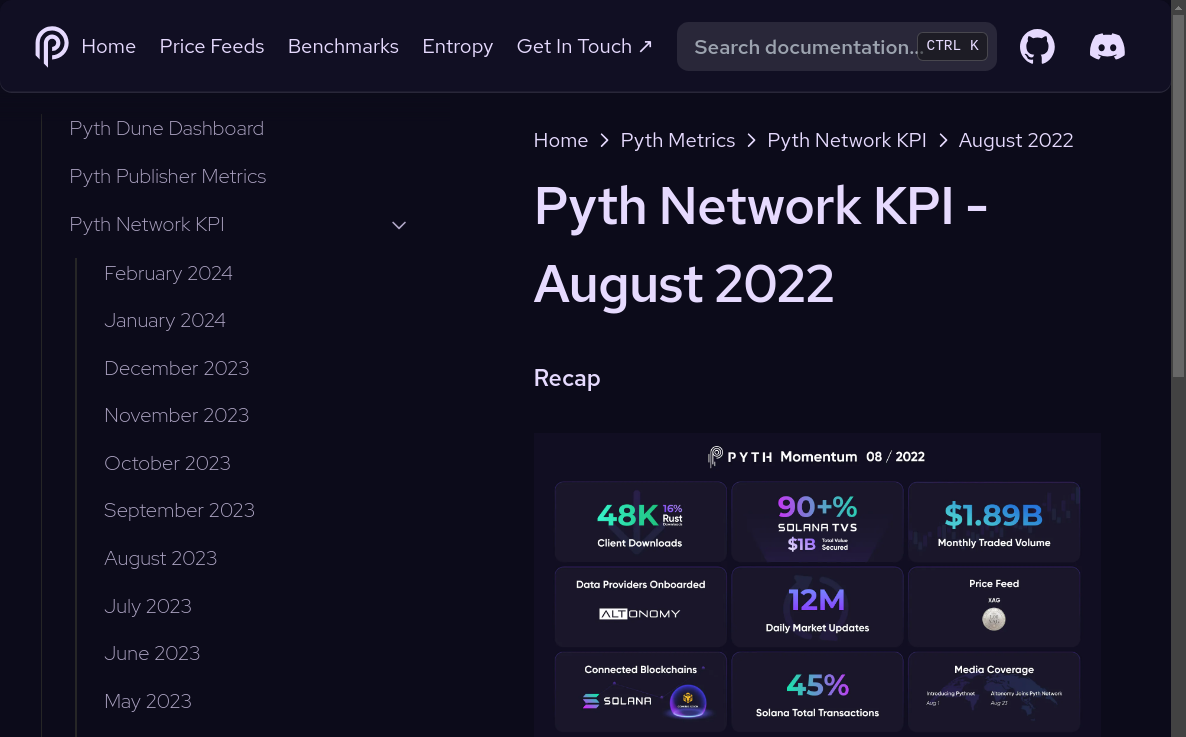 Home Price Feeds Benchmarks Entropy Get In Touch ↗ Search documentation... CTRL K
Pyth Dune Dashboard
Pyth Publisher Metrics
Pyth Network KPI
February 2024
January 2024
December 2023
November 2023
October 2023
September 2023
August 2023
July 2023
June 2023
May 2023
Home > Pyth Metrics > Pyth Network KPI > August 2022
Pyth Network KPI -
August 2022
Recap
PYTH Momentum 08 / 2022
48K 16% Rust Downloads
Client Downloads
90+%
SOLANA TVS
$1B Total Value Secured
$1.89B
Monthly Traded Volume
Data Providers Onboarded
ALTONOMY
12M
Daily Market Updates
Price Feed
XAG
Connected Blockchains
SOLANA
45%
Solana Total Transactions
Media Coverage
Introducing Pythnet
Aug 1
Altonomy Joins Pyth Network
Aug 23